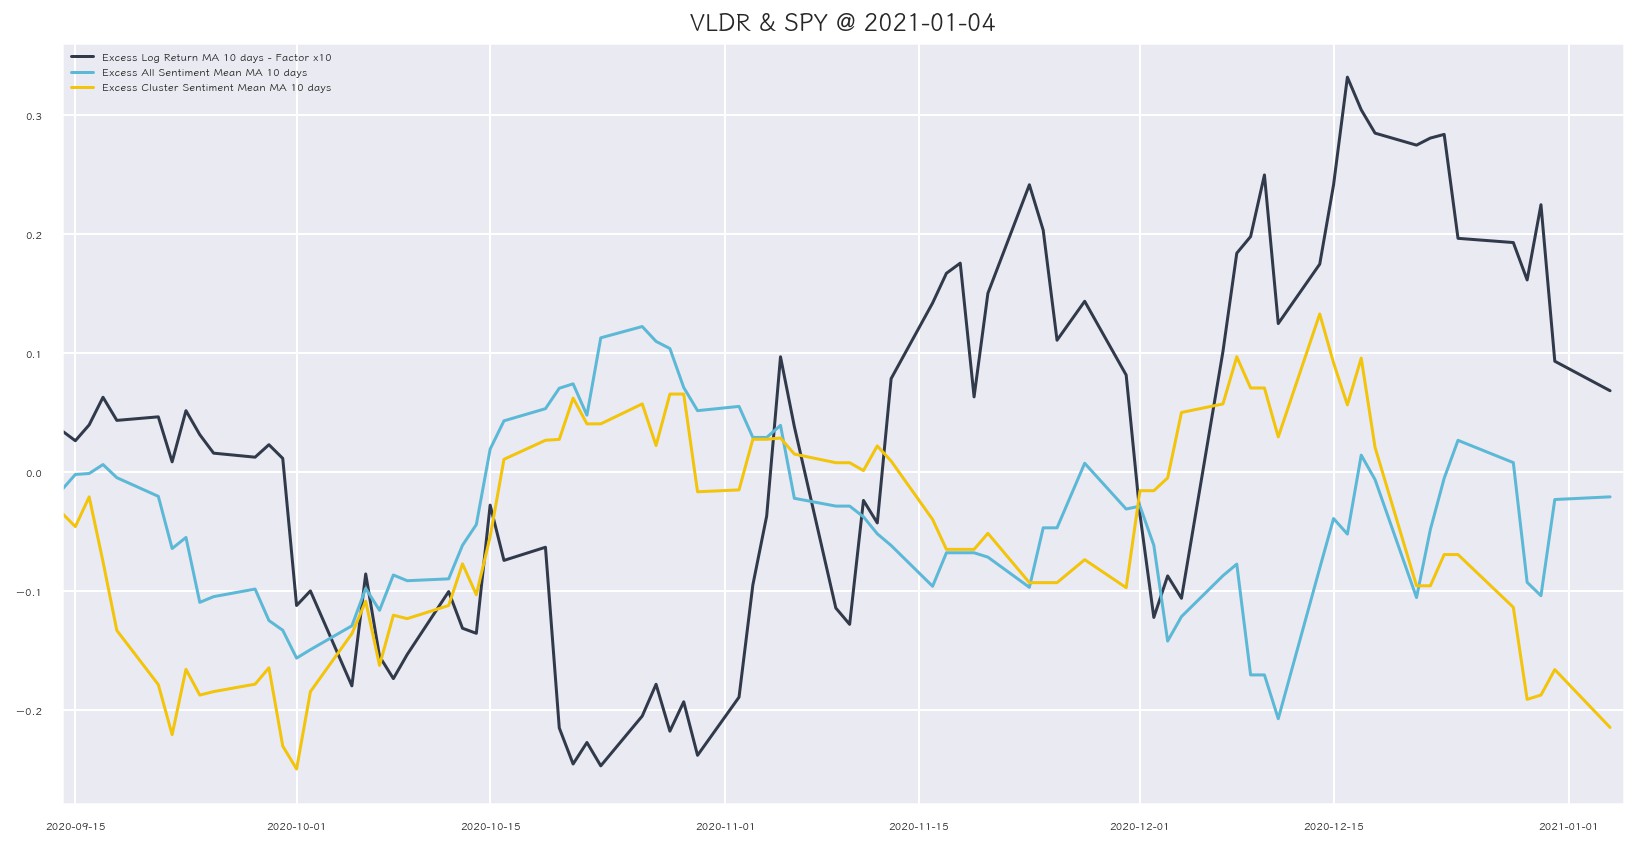 VLDR & SPY @ 2021-01-04
Excess Log Return MA 10 days - Factor x10
Excess All Sentiment Mean MA 10 days
Excess Cluster Sentiment Mean MA 10 days
0.3
0.2
0.1
0.0
−0.1
−0.2
2020-09-15 2020-10-01 2020-10-15 2020-11-01 2020-11-15 2020-12-01 2020-12-15 2021-01-01